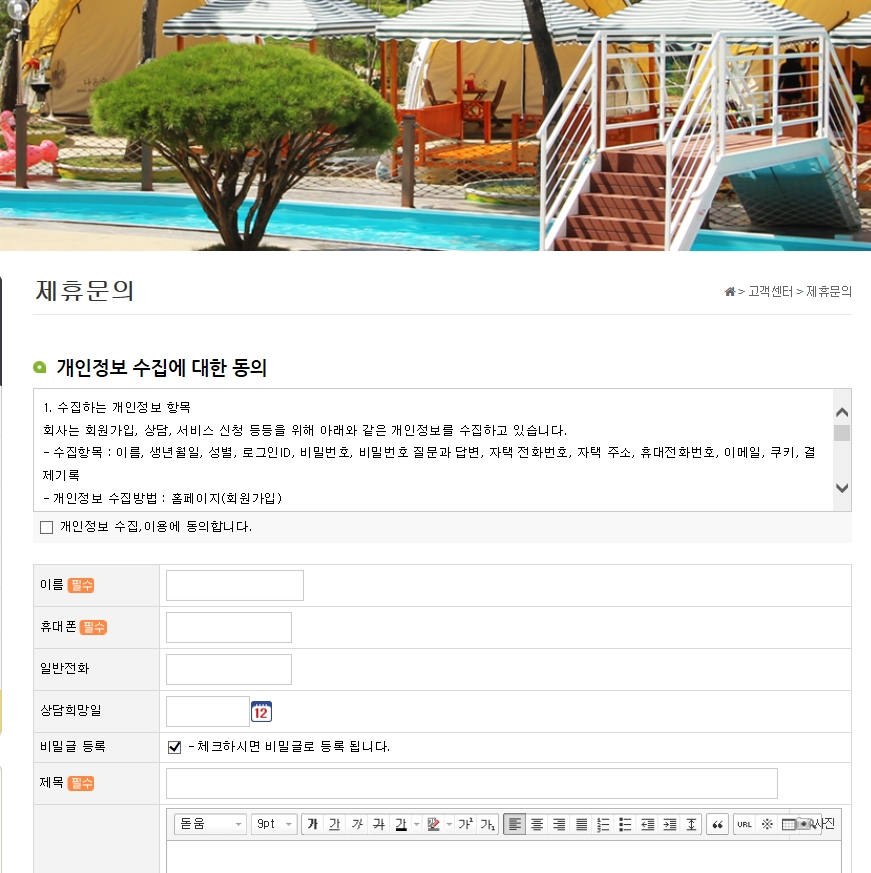 제휴문의
> 고객센터 > 제휴문의
개인정보 수집에 대한 동의
1. 수집하는 개인정보 항목
회사는 회원가입, 상담, 서비스 신청 등등을 위해 아래와 같은 개인정보를 수집하고 있습니다.
- 수집항목 : 이름, 생년월일, 성별, 로그인ID, 비밀번호, 비밀번호 질문과 답변, 자택 전화번호, 자택 주소, 휴대전화번호, 이메일, 쿠키, 결
제기록
- 개인정보 수집방법 : 홈페이지(회원가입)
개인정보 수집,이용에 동의합니다.
이름 필수
휴대폰 필수
일반전화
상담희망일 12
비밀글 등록 - 체크하시면 비밀글로 등록 됩니다.
제목 필수
돋움 9pt 가 가 가 가 가 가¹ 가₁ “ URL ※ 사진